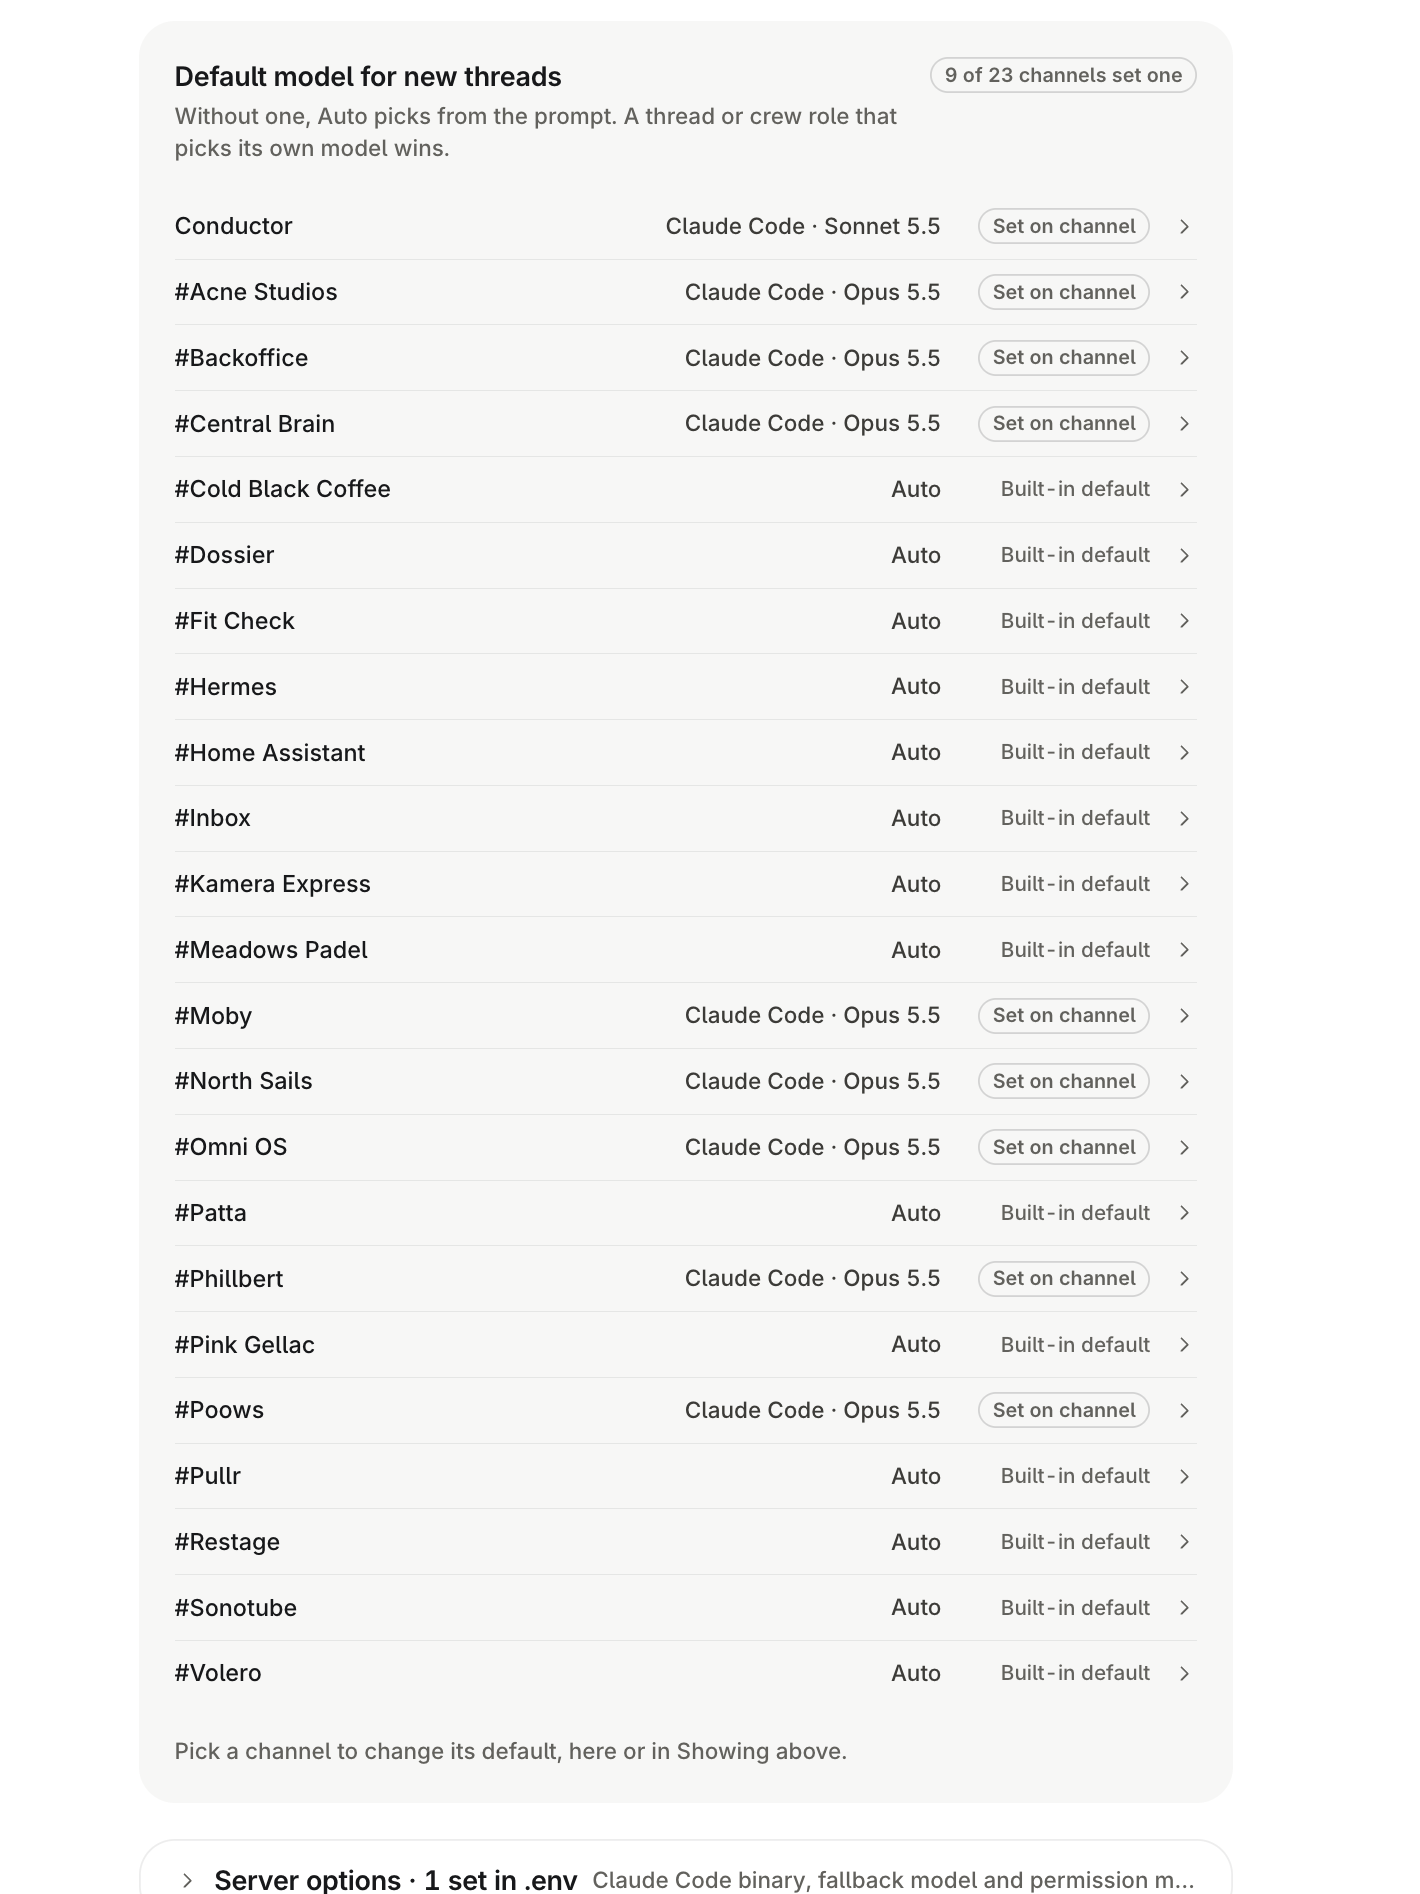 Default model for new threads
9 of 23 channels set one
Without one, Auto picks from the prompt. A thread or crew role that
picks its own model wins.
Conductor Claude Code · Sonnet 5.5 Set on channel
#Acne Studios Claude Code · Opus 5.5 Set on channel
#Backoffice Claude Code · Opus 5.5 Set on channel
#Central Brain Claude Code · Opus 5.5 Set on channel
#Cold Black Coffee Auto Built-in default
#Dossier Auto Built-in default
#Fit Check Auto Built-in default
#Hermes Auto Built-in default
#Home Assistant Auto Built-in default
#Inbox Auto Built-in default
#Kamera Express Auto Built-in default
#Meadows Padel Auto Built-in default
#Moby Claude Code · Opus 5.5 Set on channel
#North Sails Claude Code · Opus 5.5 Set on channel
#Omni OS Claude Code · Opus 5.5 Set on channel
#Patta Auto Built-in default
#Phillbert Claude Code · Opus 5.5 Set on channel
#Pink Gellac Auto Built-in default
#Poows Claude Code · Opus 5.5 Set on channel
#Pullr Auto Built-in default
#Restage Auto Built-in default
#Sonotube Auto Built-in default
#Volero Auto Built-in default
Pick a channel to change its default, here or in Showing above.
Server options · 1 set in .env Claude Code binary, fallback model and permission m...